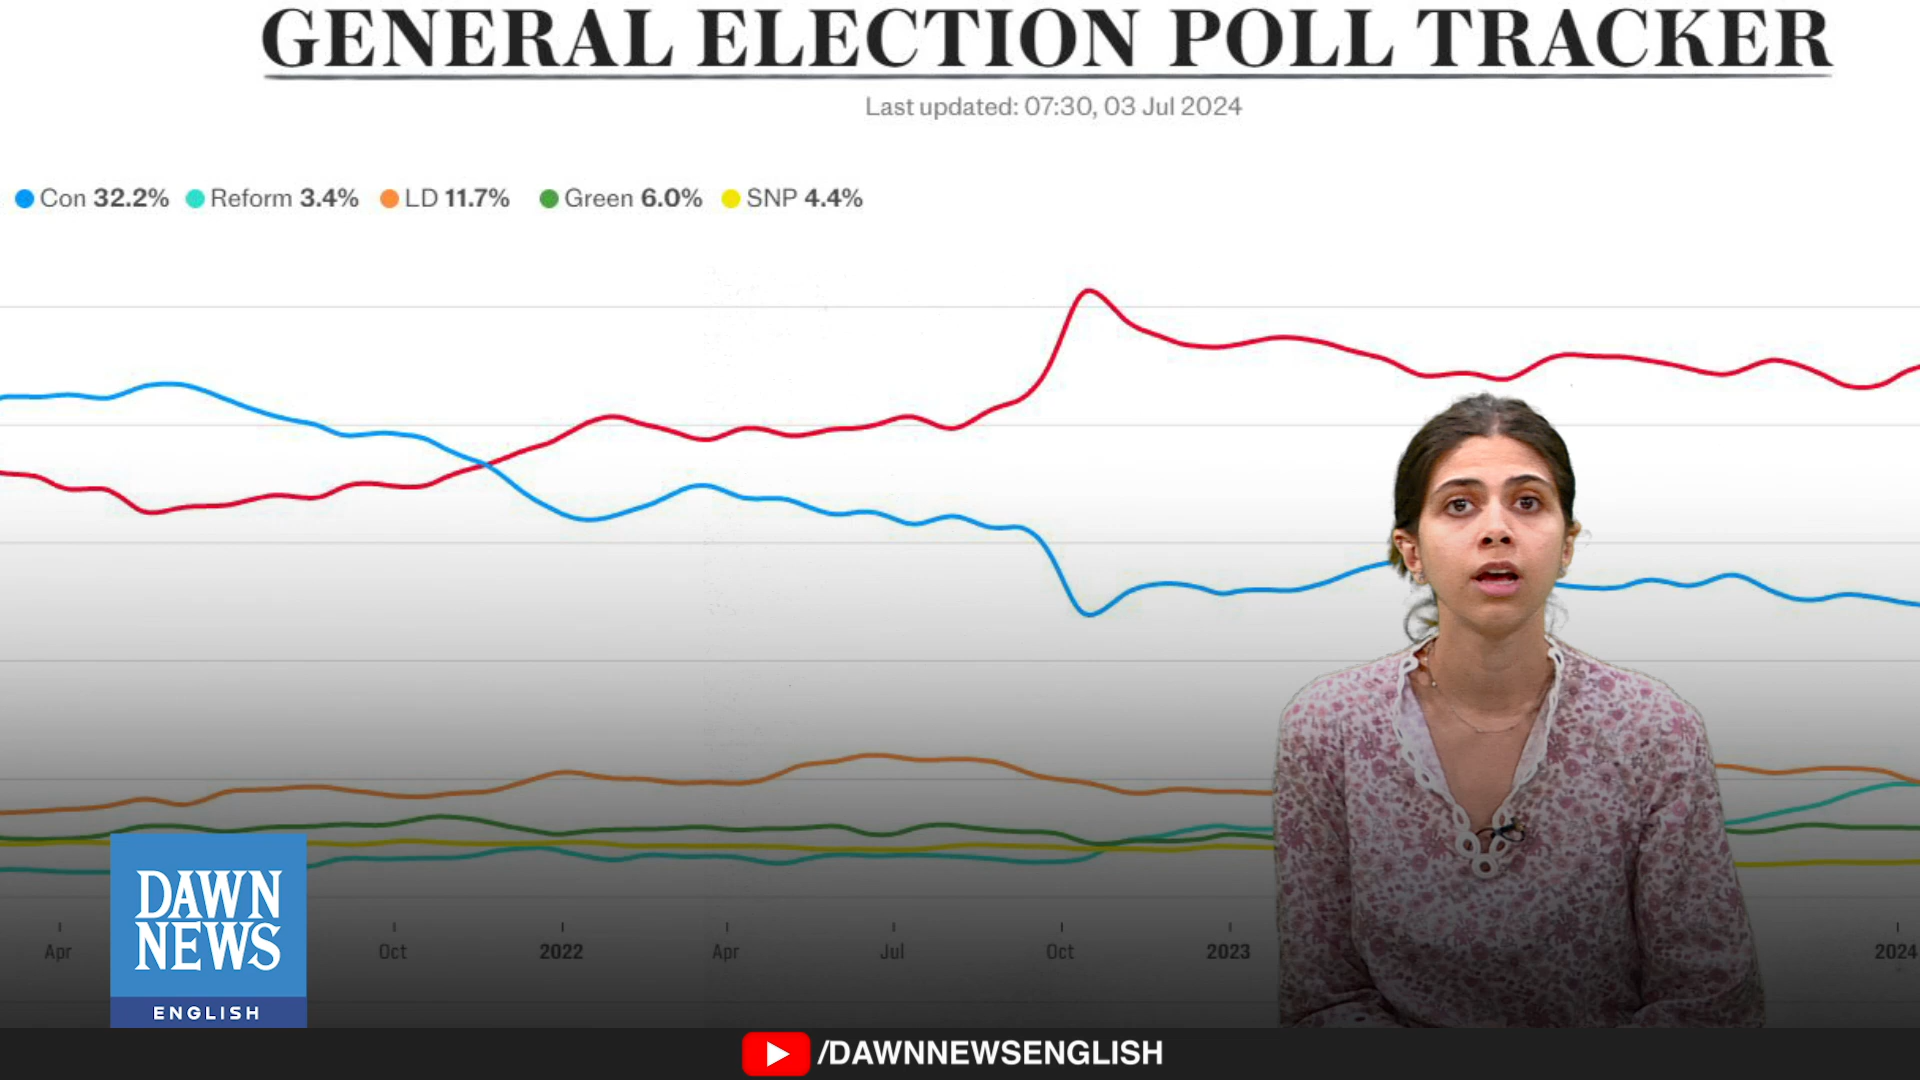 GENERAL ELECTION POLL TRACKER
Last updated: 07:30, 03 Jul 2024
Con 32.2% Reform 3.4% LD 11.7% Green 6.0% SNP 4.4%
Apr Oct 2022 Apr Jul Oct 2023 2024
DAWN
NEWS
ENGLISH
/DAWNNEWSENGLISH